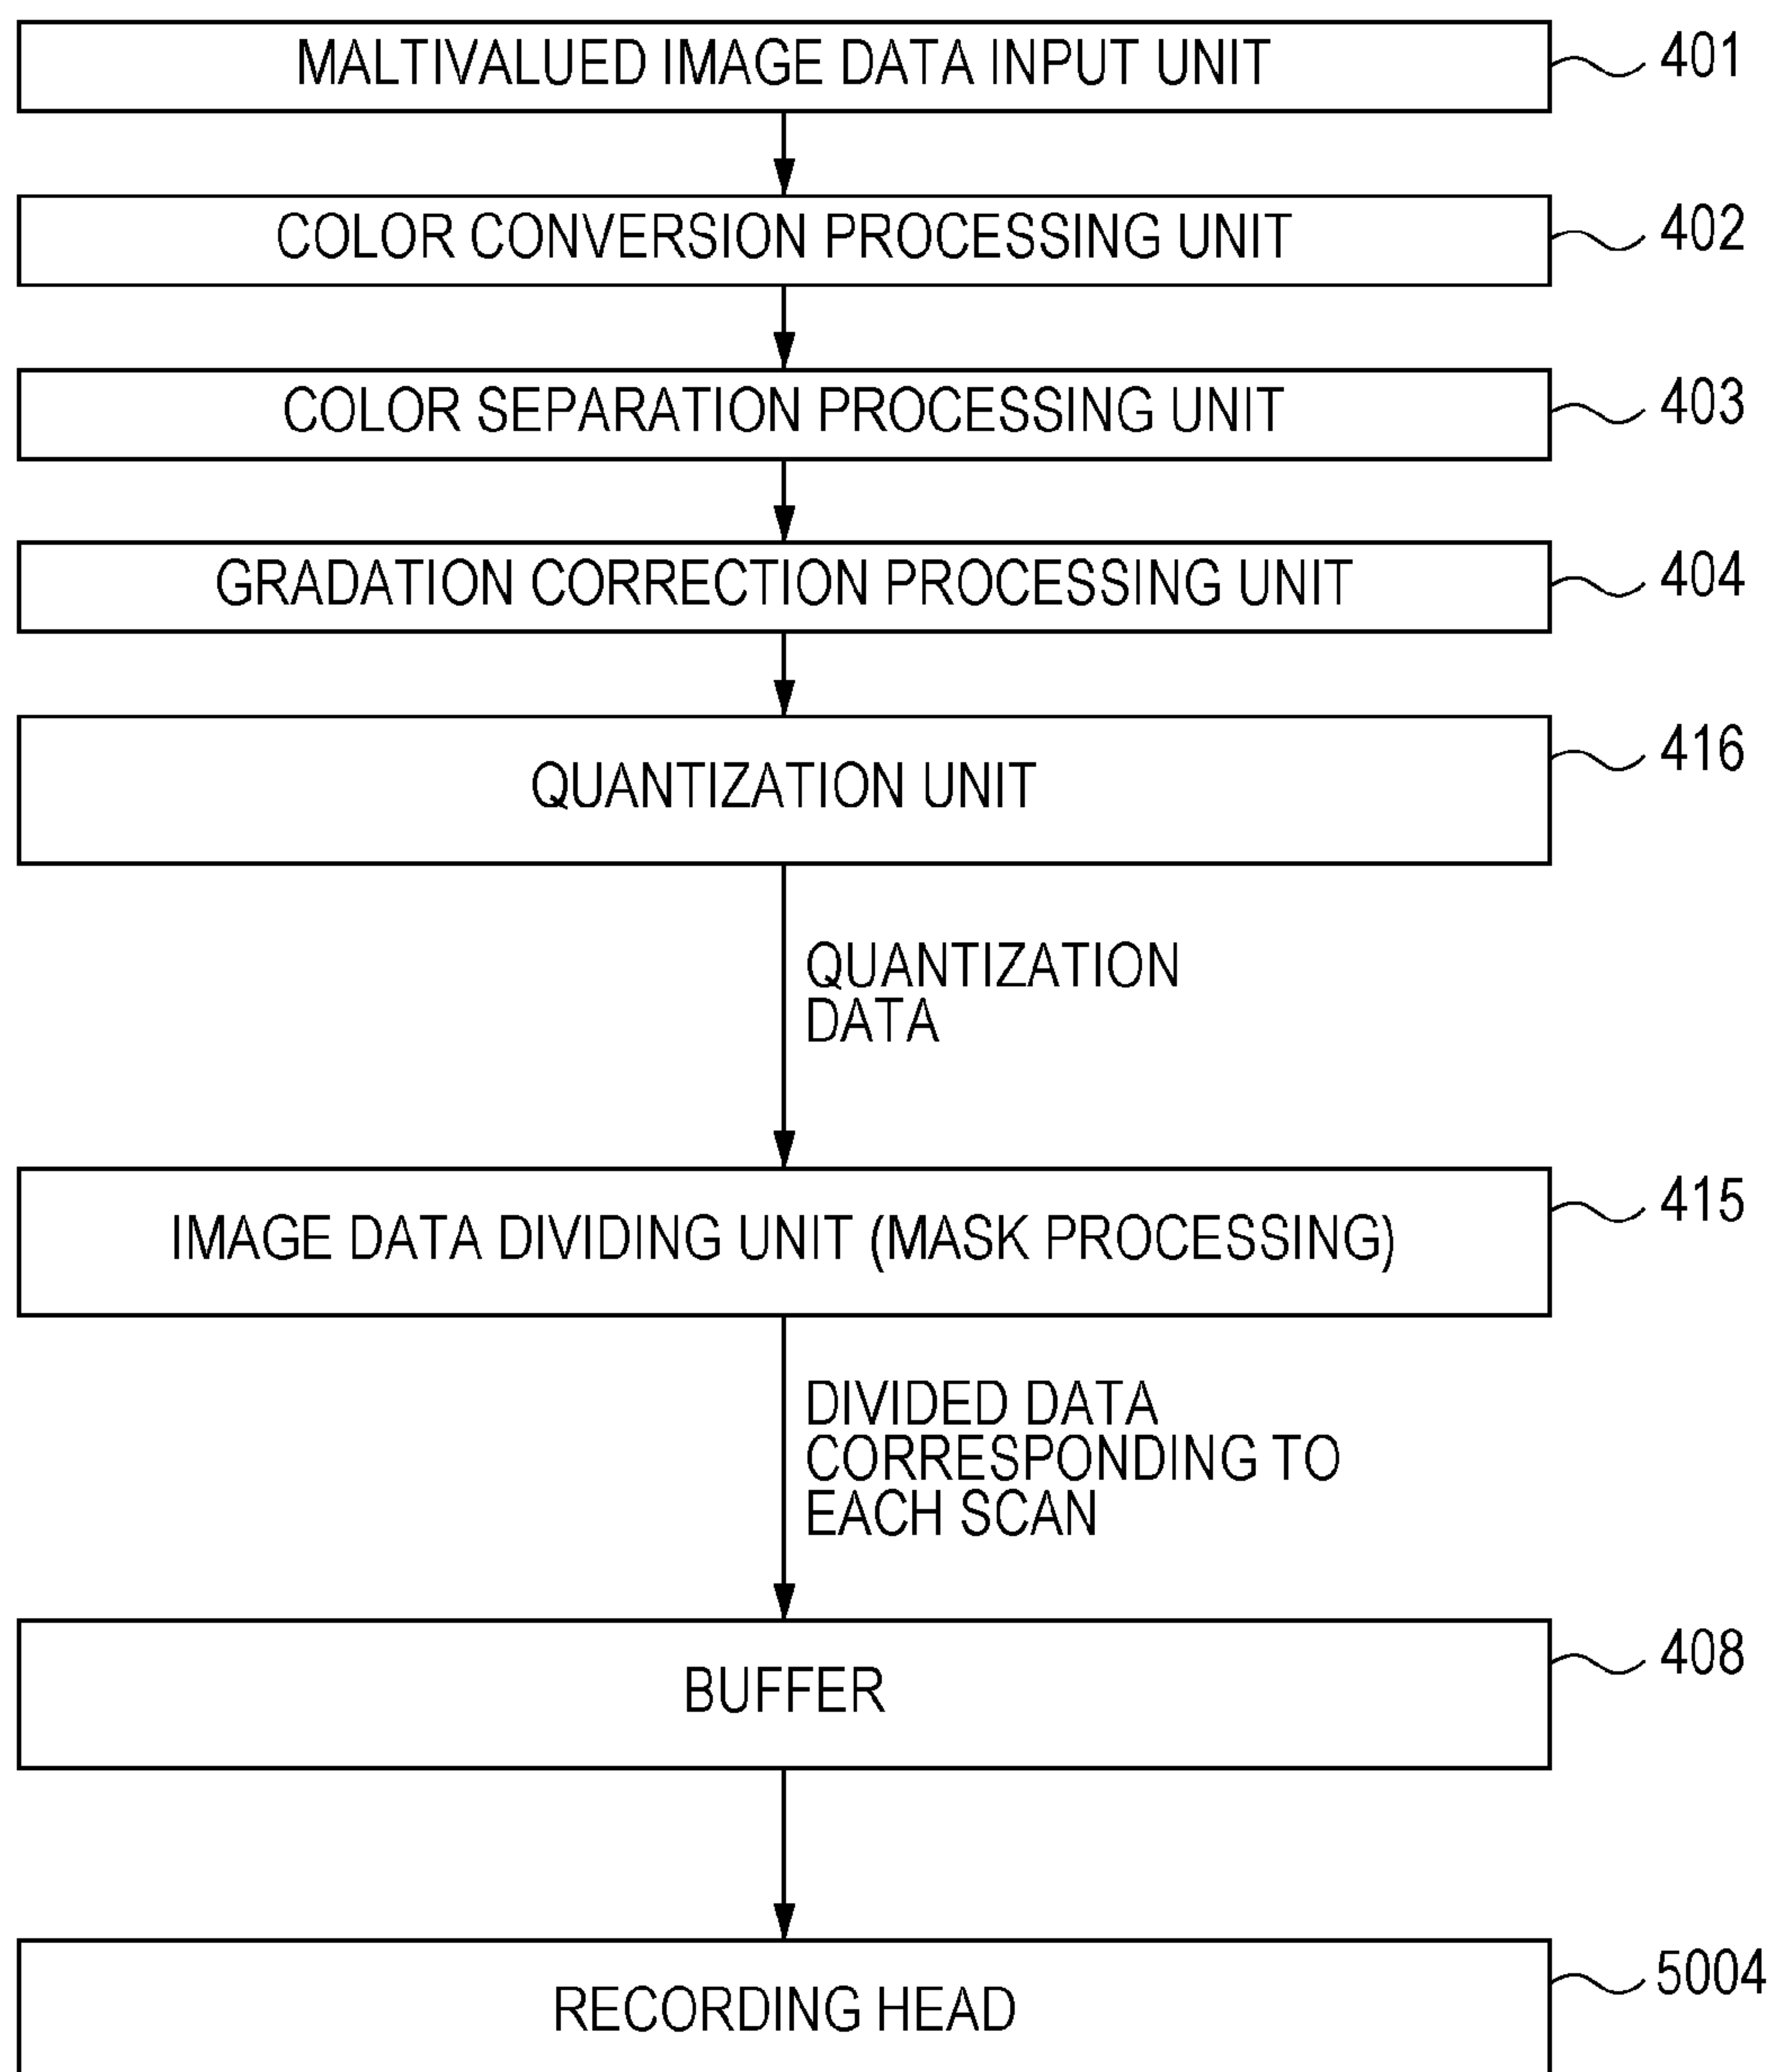 MALTIVALUED IMAGE DATA INPUT UNIT
401
COLOR CONVERSION PROCESSING UNIT
402
COLOR SEPARATION PROCESSING UNIT
403
GRADATION CORRECTION PROCESSING UNIT
404
QUANTIZATION UNIT
416
QUANTIZATION
DATA
IMAGE DATA DIVIDING UNIT (MASK PROCESSING)
415
DIVIDED DATA
CORRESPONDING TO
EACH SCAN
BUFFER
408
RECORDING HEAD
5004